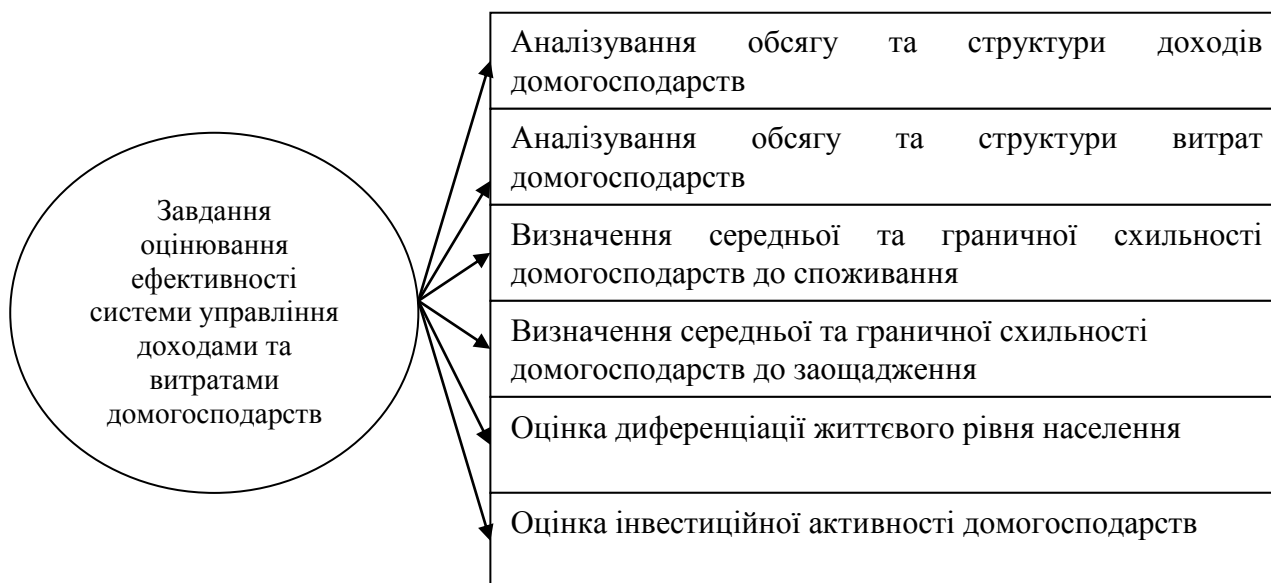 Завдання
оцінювання
ефективності
системи управління
доходами та
витратами
домогосподарств
Аналізування обсягу та структури доходів
домогосподарств
Аналізування обсягу та структури витрат
домогосподарств
Визначення середньої та граничної схильності
домогосподарств до споживання
Визначення середньої та граничної схильності
домогосподарств до заощадження
Оцінка диференціації життєвого рівня населення
Оцінка інвестиційної активності домогосподарств